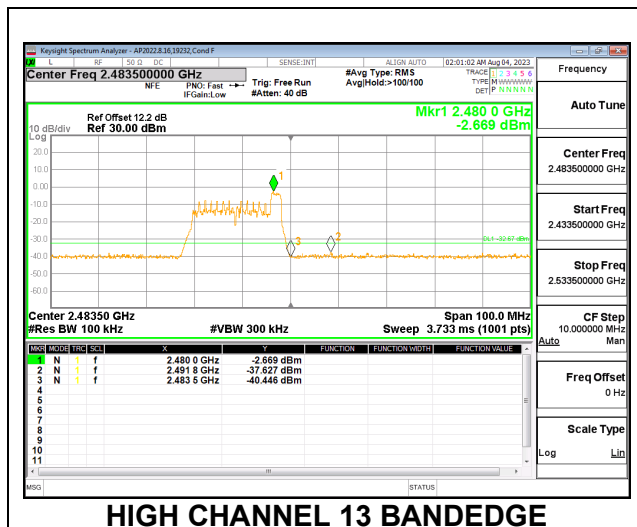 Keysight Spectrum Analyzer - AP2022.8.16,19232,Cond F
LXI L RF 50 Ω DC SENSE:INT ALIGN AUTO 02:01:02 AM Aug 04, 2023
Center Freq 2.483500000 GHz
NFE
PNO: Fast
IFGain:Low
Trig: Free Run
#Atten: 40 dB
#Avg Type: RMS
Avg|Hold:>100/100
TRACE 1 2 3 4 5 6
TYPE M WWWWW
DET P N N N N N
Ref Offset 12.2 dB
10 dB/div Ref 30.00 dBm
Log
Mkr1 2.480 0 GHz
-2.669 dBm
20.0
10.0
0.00
-10.0
-20.0
-30.0
-40.0
-50.0
-60.0
1
2
3
DL1 -32.67 dBm
Center 2.48350 GHz Span 100.0 MHz
#Res BW 100 kHz #VBW 300 kHz Sweep 3.733 ms (1001 pts)
MKR MODE TRC SCL X Y FUNCTION FUNCTION WIDTH FUNCTION VALUE
1 N 1 f 2.480 0 GHz -2.669 dBm
2 N 1 f 2.491 8 GHz -37.627 dBm
3 N 1 f 2.483 5 GHz -40.446 dBm
4
5
6
7
8
9
10
11
MSG STATUS
Frequency
Auto Tune
Center Freq
2.483500000 GHz
Start Freq
2.433500000 GHz
Stop Freq
2.533500000 GHz
CF Step
10.000000 MHz
Auto Man
Freq Offset
0 Hz
Scale Type
Log Lin
HIGH CHANNEL 13 BANDEDGE